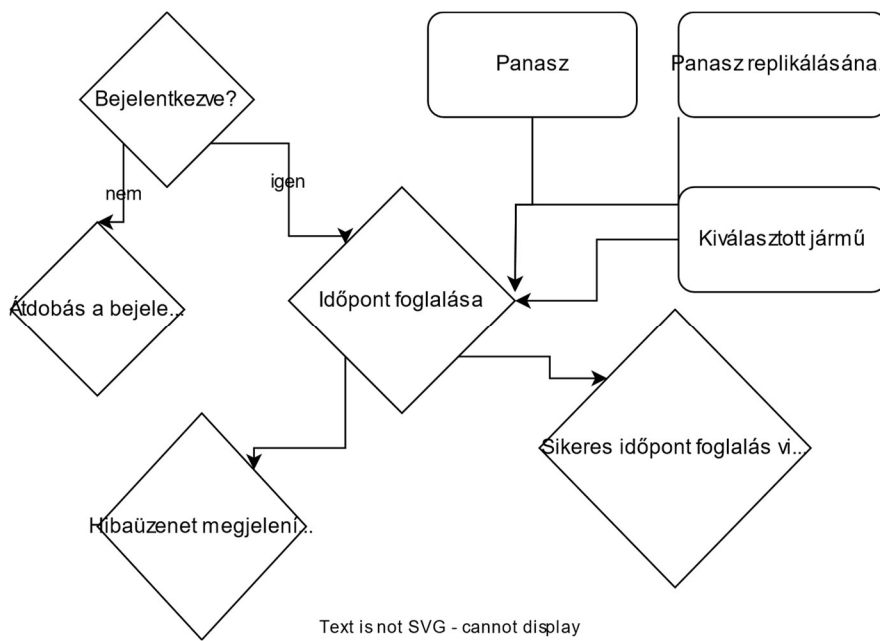 Bejelentkezve?
Panasz
Panasz replikálásána...
nem
igen
Kiválasztott jármű
Átdobás a bejele...
Időpont foglalása
Sikeres időpont foglalás vi...
Hibaüzenet megjelení...
Text is not SVG - cannot display